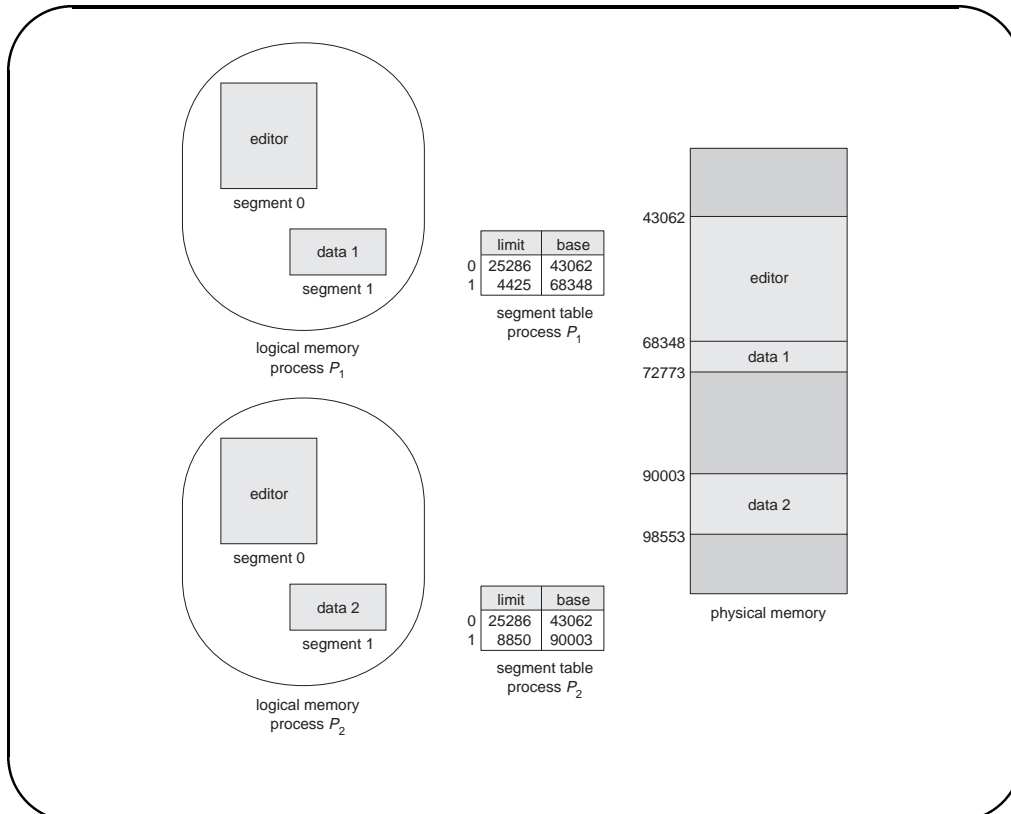 editor
segment 0
data 1
segment 1
logical memory
process P1
limit base
0 25286 43062
1 4425 68348
segment table
process P1
editor
segment 0
data 2
segment 1
logical memory
process P2
limit base
0 25286 43062
1 8850 90003
segment table
process P2
43062
editor
68348
data 1
72773
90003
data 2
98553
physical memory